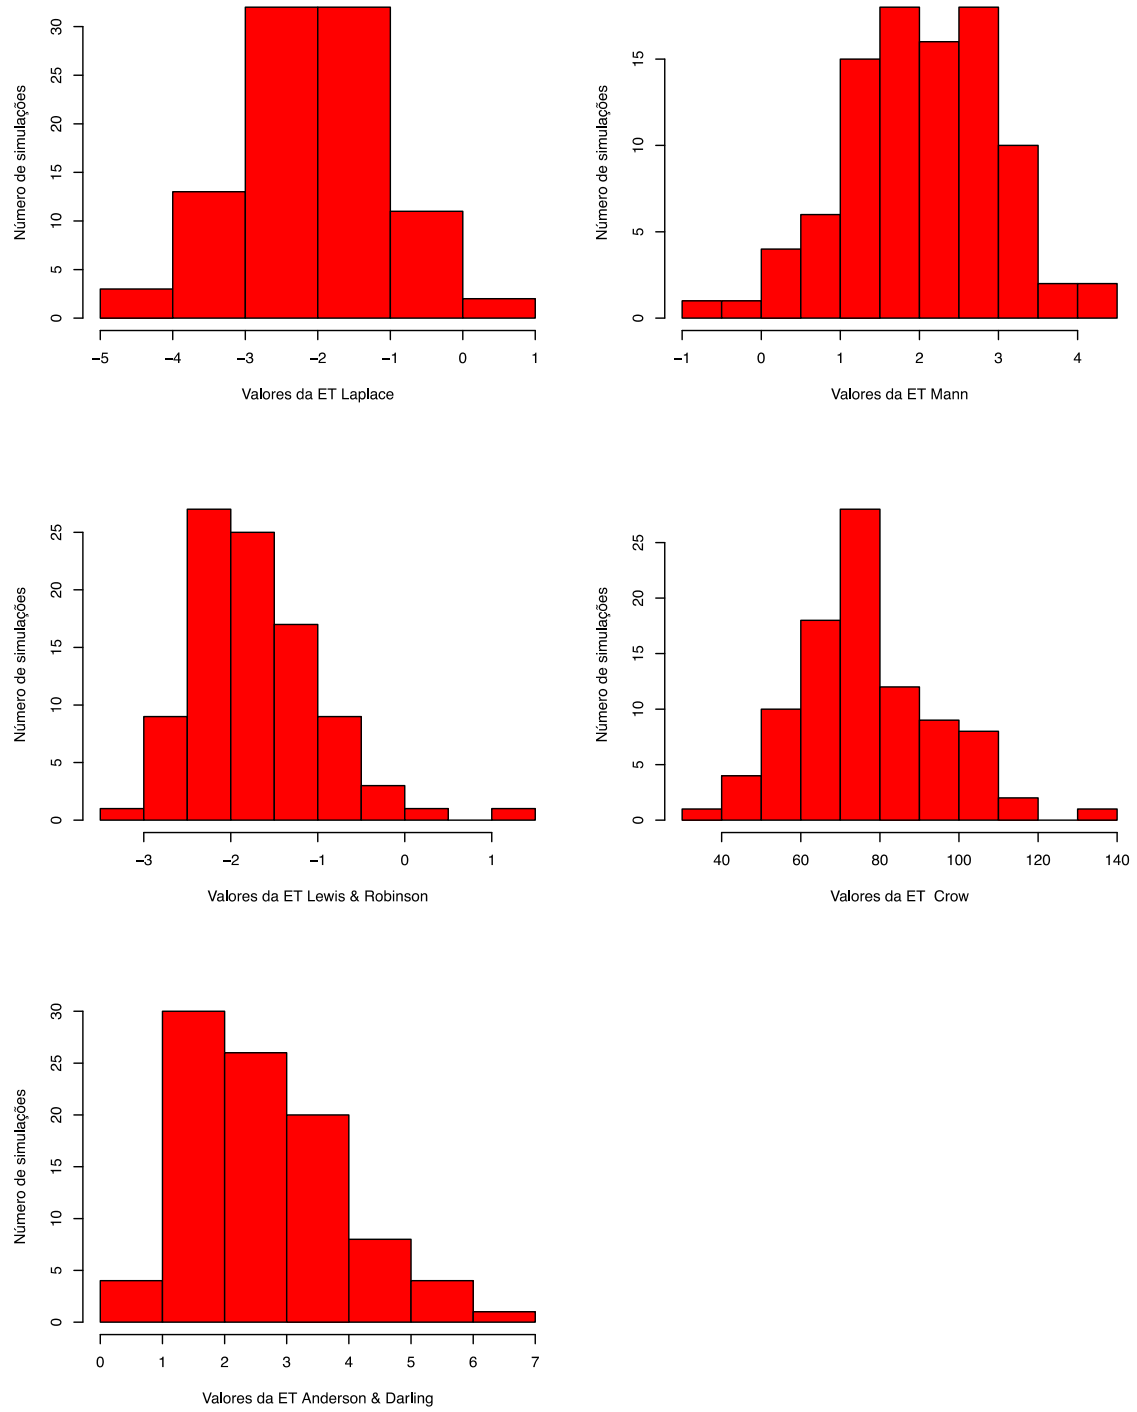 Número de simulações
30
25
20
15
10
5
0
−5 −4 −3 −2 −1 0 1
Valores da ET Laplace
Número de simulações
15
10
5
0
−1 0 1 2 3 4
Valores da ET Mann
Número de simulações
25
20
15
10
5
0
−3 −2 −1 0 1
Valores da ET Lewis & Robinson
Número de simulações
25
20
15
10
5
0
40 60 80 100 120 140
Valores da ET  Crow
Número de simulações
30
25
20
15
10
5
0
0 1 2 3 4 5 6 7
Valores da ET Anderson & Darling